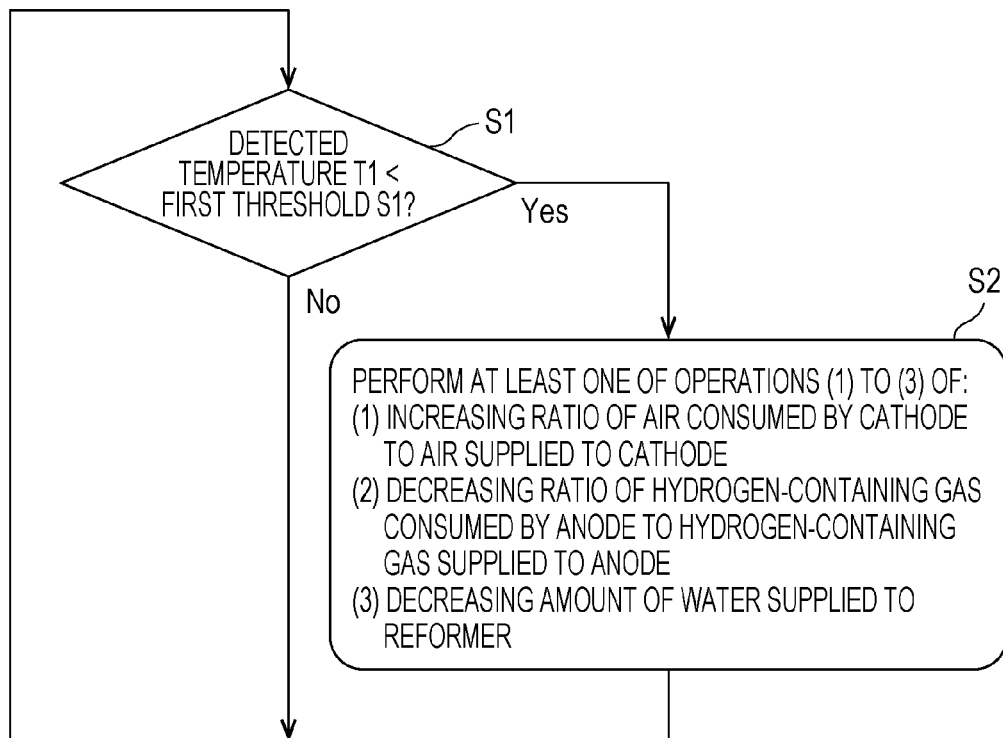 S1
DETECTED
TEMPERATURE T1 <
FIRST THRESHOLD S1?
Yes
No
S2
PERFORM AT LEAST ONE OF OPERATIONS (1) TO (3) OF:
(1) INCREASING RATIO OF AIR CONSUMED BY CATHODE
TO AIR SUPPLIED TO CATHODE
(2) DECREASING RATIO OF HYDROGEN-CONTAINING GAS
CONSUMED BY ANODE TO HYDROGEN-CONTAINING
GAS SUPPLIED TO ANODE
(3) DECREASING AMOUNT OF WATER SUPPLIED TO
REFORMER